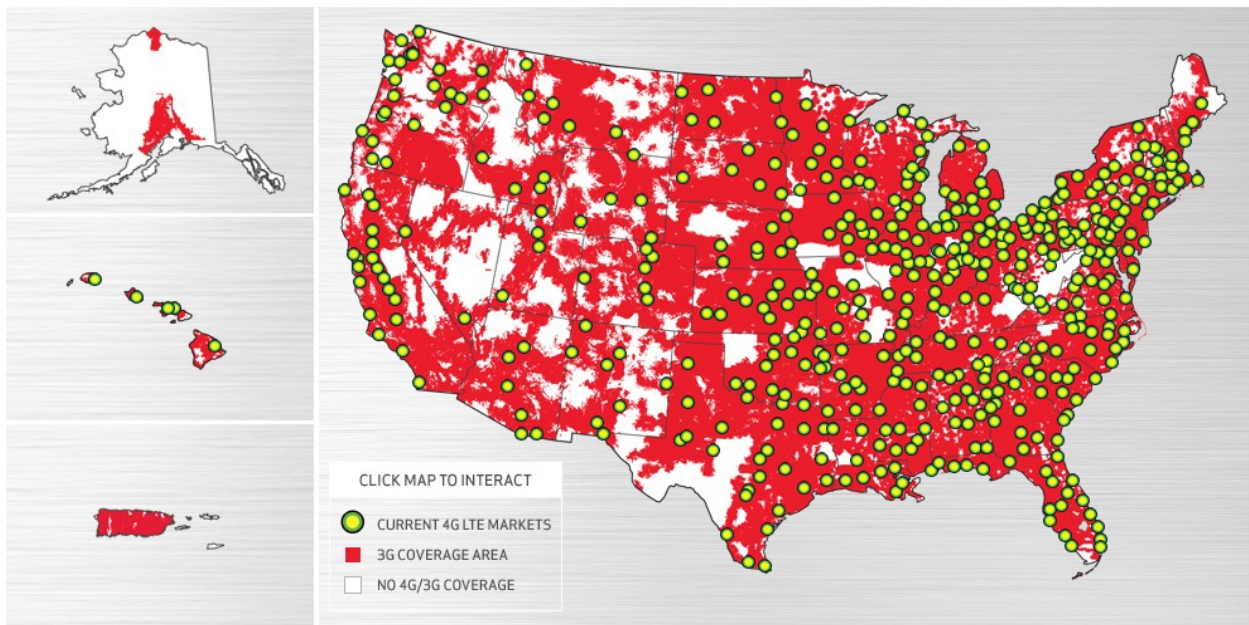 CLICK MAP TO INTERACT
CURRENT 4G LTE MARKETS
3G COVERAGE AREA
NO 4G/3G COVERAGE